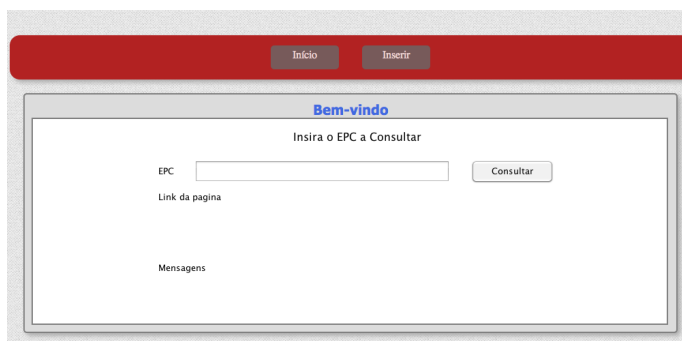 Início Inserir
Bem-vindo
Insira o EPC a Consultar
EPC Consultar
Link da pagina
Mensagens